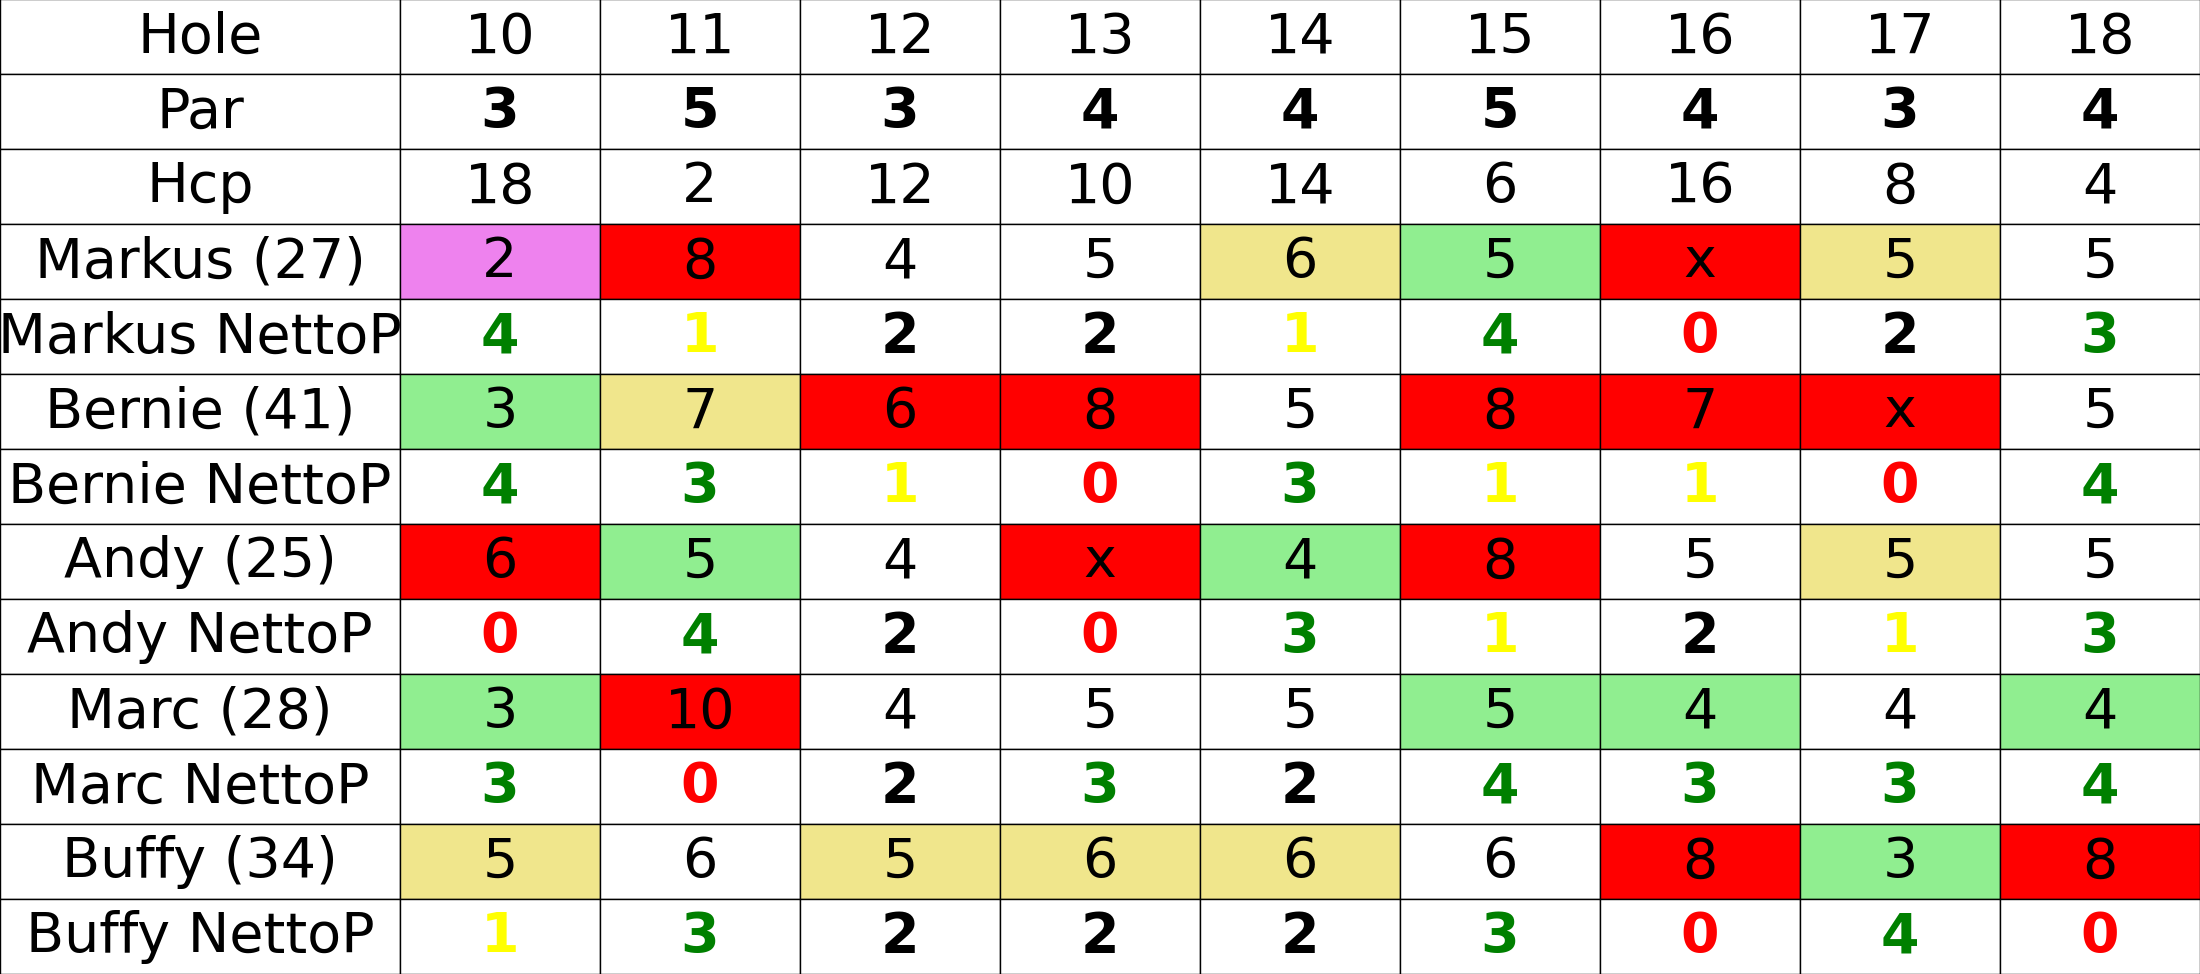 Hole 10 11 12 13 14 15 16 17 18
Par 3 5 3 4 4 5 4 3 4
Hcp 18 2 12 10 14 6 16 8 4
Markus (27) 2 8 4 5 6 5 x 5 5
Markus NettoP 4 1 2 2 1 4 0 2 3
Bernie (41) 3 7 6 8 5 8 7 x 5
Bernie NettoP 4 3 1 0 3 1 1 0 4
Andy (25) 6 5 4 x 4 8 5 5 5
Andy NettoP 0 4 2 0 3 1 2 1 3
Marc (28) 3 10 4 5 5 5 4 4 4
Marc NettoP 3 0 2 3 2 4 3 3 4
Buffy (34) 5 6 5 6 6 6 8 3 8
Buffy NettoP 1 3 2 2 2 3 0 4 0